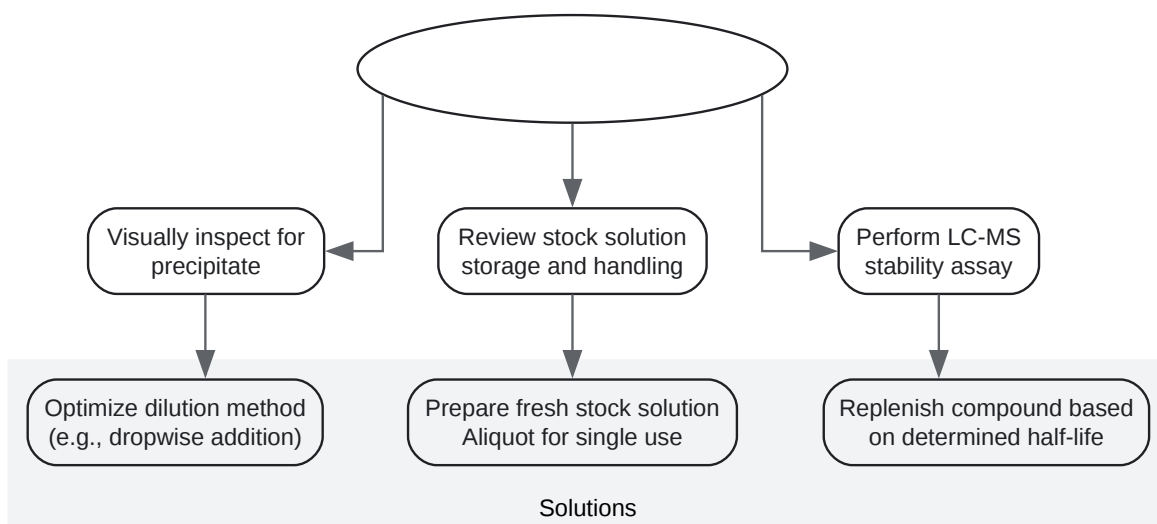 Visually inspect for
precipitate
Review stock solution
storage and handling
Perform LC-MS
stability assay
Optimize dilution method
(e.g., dropwise addition)
Prepare fresh stock solution
Aliquot for single use
Replenish compound based
on determined half-life
Solutions